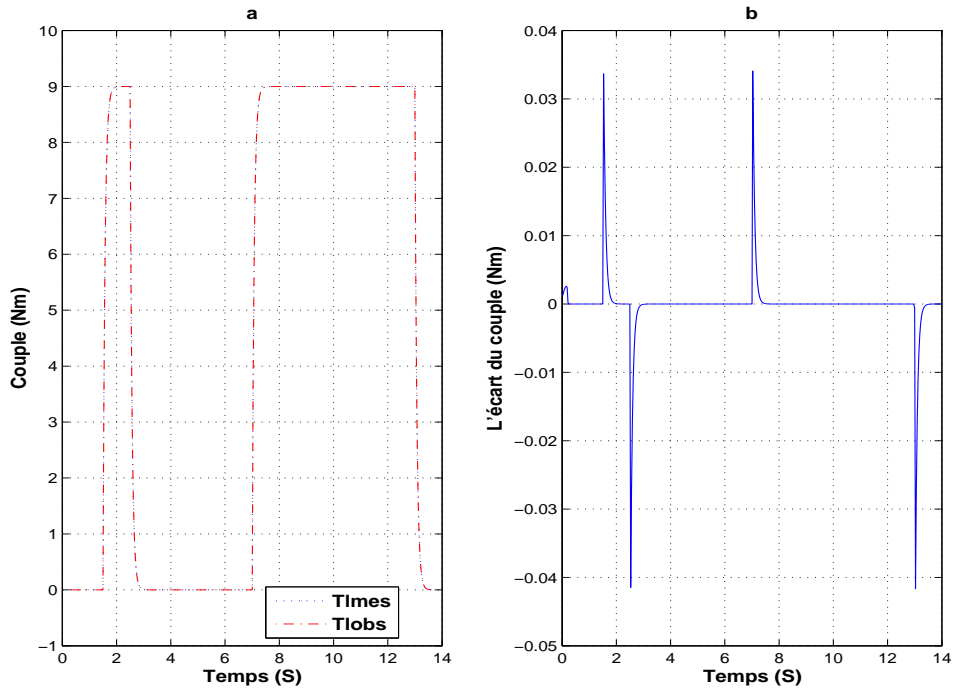 a
10
9
8
7
6
5
4
3
2
1
0
−1
Couple (Nm)
0 2 4 6 8 10 12 14
Temps (S)
Tlmes
Tlobs
b
0.04
0.03
0.02
0.01
0
−0.01
−0.02
−0.03
−0.04
−0.05
L'écart du couple (Nm)
0 2 4 6 8 10 12 14
Temps (S)